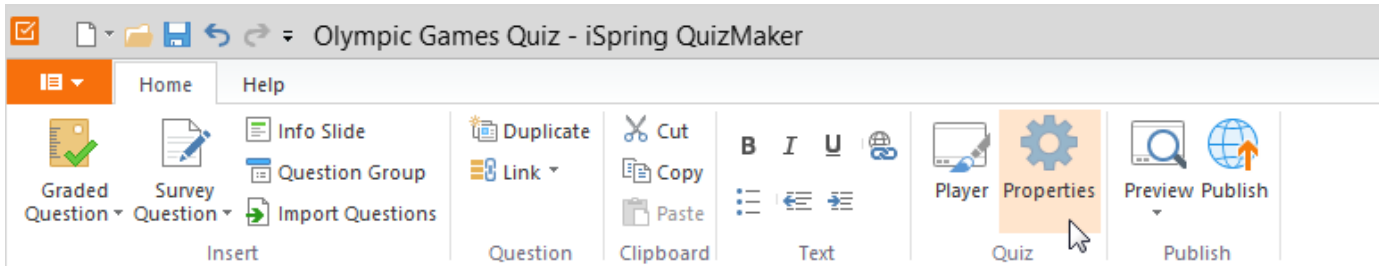 Olympic Games Quiz - iSpring QuizMaker
Home Help
Graded Question
Survey Question
Info Slide
Question Group
Import Questions
Insert
Duplicate
Link
Question
Cut
Copy
Paste
Clipboard
B I U
Text
Player
Properties
Quiz
Preview
Publish
Publish